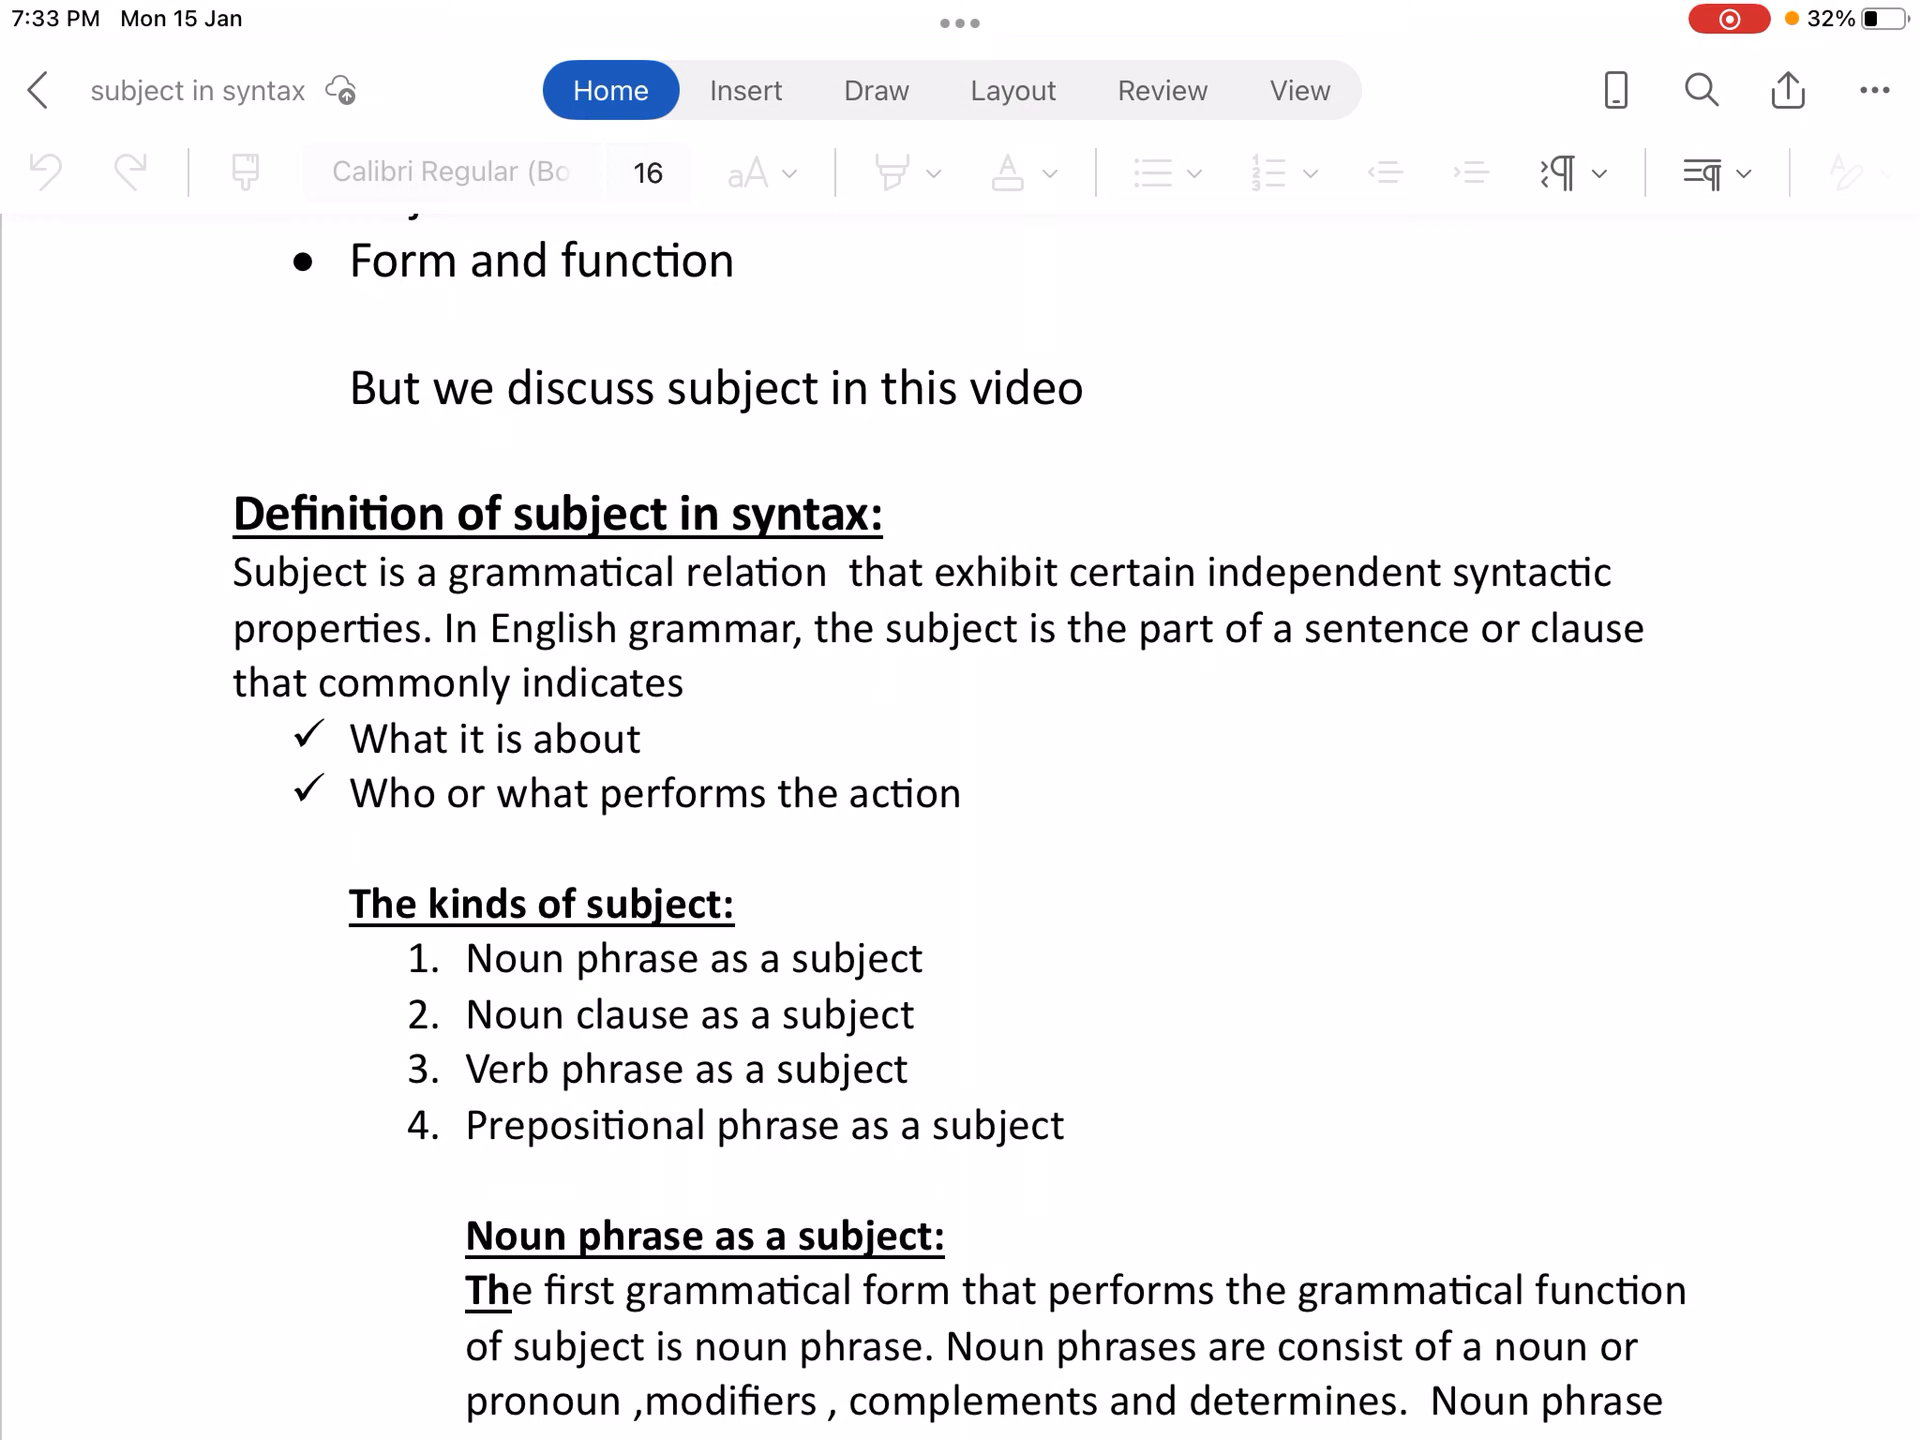 7:33 PM Mon 15 Jan
32%
subject in syntax
Home Insert Draw Layout Review View
Calibri Regular (Bo 16 aA A
• Form and function
But we discuss subject in this video
Definition of subject in syntax:
Subject is a grammatical relation that exhibit certain independent syntactic
properties. In English grammar, the subject is the part of a sentence or clause
that commonly indicates
✓ What it is about
✓ Who or what performs the action
The kinds of subject:
1. Noun phrase as a subject
2. Noun clause as a subject
3. Verb phrase as a subject
4. Prepositional phrase as a subject
Noun phrase as a subject:
The first grammatical form that performs the grammatical function
of subject is noun phrase. Noun phrases are consist of a noun or
pronoun ,modifiers , complements and determines. Noun phrase